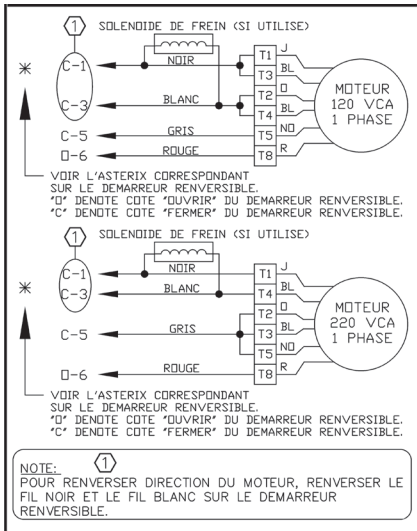 1 SOLENOIDE DE FREIN (SI UTILISE)
* C-1 NOIR T1 J
T3 BL
C-3 BLANC T2 O
T4 BL
C-5 GRIS T5 NO
O-6 ROUGE T8 R
MOTEUR
120 VCA
1 PHASE
VOIR L'ASTERIX CORRESPONDANT
SUR LE DEMARREUR RENVERSIBLE.
"O" DENOTE COTE "OUVRIR" DU DEMARREUR RENVERSIBLE.
"C" DENOTE COTE "FERMER" DU DEMARREUR RENVERSIBLE.
1 SOLENOIDE DE FREIN (SI UTILISE)
C-1 NOIR T1 J
* C-3 BLANC T4 BL
T2 O
C-5 GRIS T3 BL
T5 NO
O-6 ROUGE T8 R
MOTEUR
220 VCA
1 PHASE
VOIR L'ASTERIX CORRESPONDANT
SUR LE DEMARREUR RENVERSIBLE.
"O" DENOTE COTE "OUVRIR" DU DEMARREUR RENVERSIBLE.
"C" DENOTE COTE "FERMER" DU DEMARREUR RENVERSIBLE.
NOTE: 1
POUR RENVERSER DIRECTION DU MOTEUR, RENVERSER LE
FIL NOIR ET LE FIL BLANC SUR LE DEMARREUR
RENVERSIBLE.